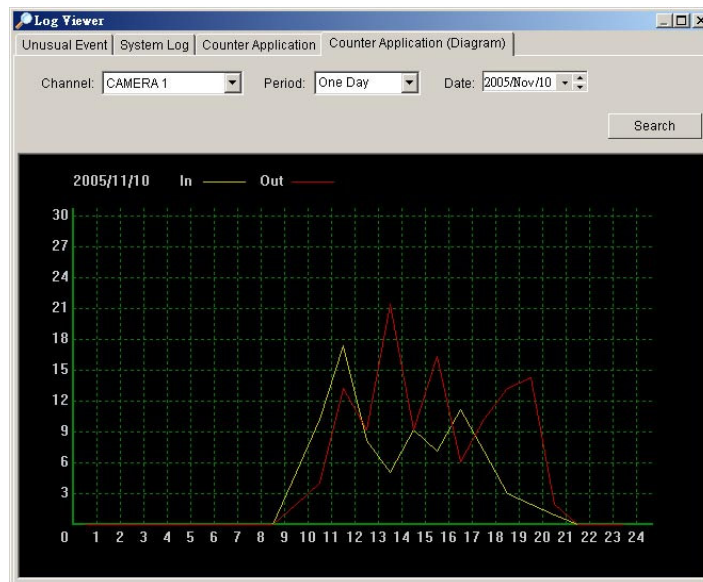 Log Viewer
Unusual Event System Log Counter Application Counter Application (Diagram)
Channel: CAMERA 1 Period: One Day Date: 2005/Nov/10
Search
2005/11/10 In Out
30
27
24
21
18
15
12
9
6
3
0 1 2 3 4 5 6 7 8 9 10 11 12 13 14 15 16 17 18 19 20 21 22 23 24